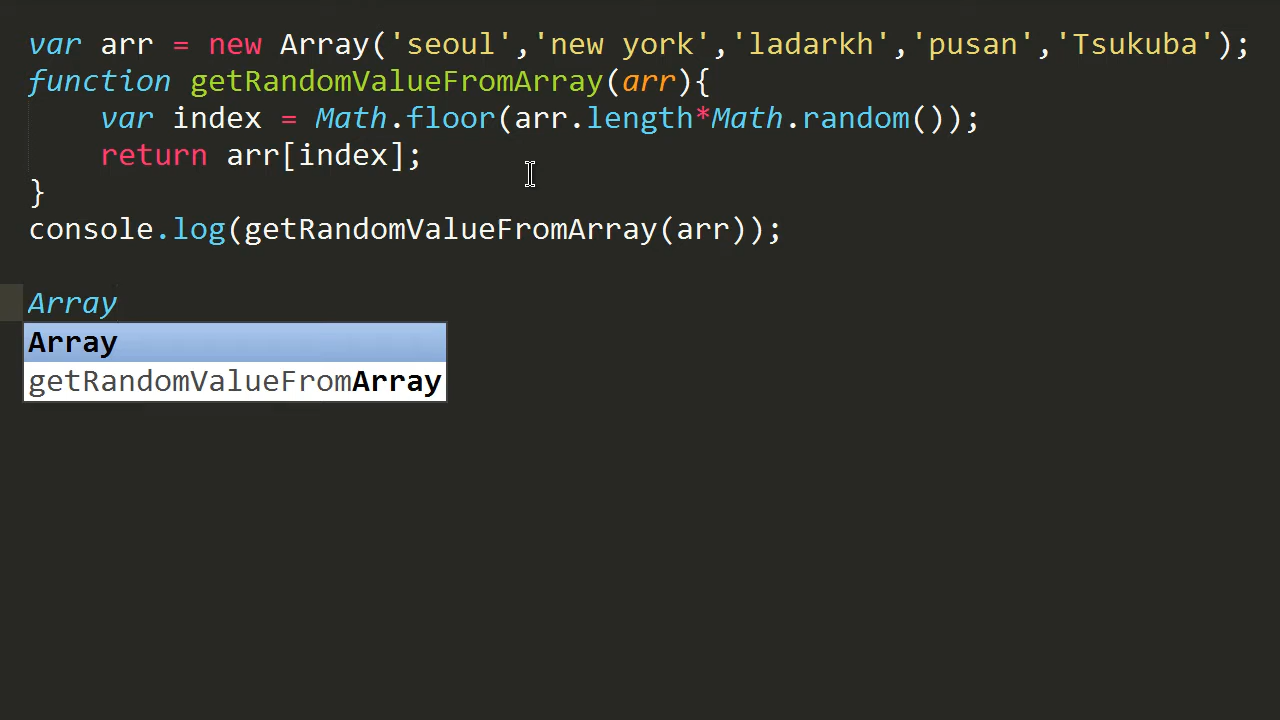 var arr = new Array('seoul','new york','ladarkh','pusan','Tsukuba');
function getRandomValueFromArray(arr){
    var index = Math.floor(arr.length*Math.random());
    return arr[index];
}
console.log(getRandomValueFromArray(arr));
Array
Array
getRandomValueFromArray